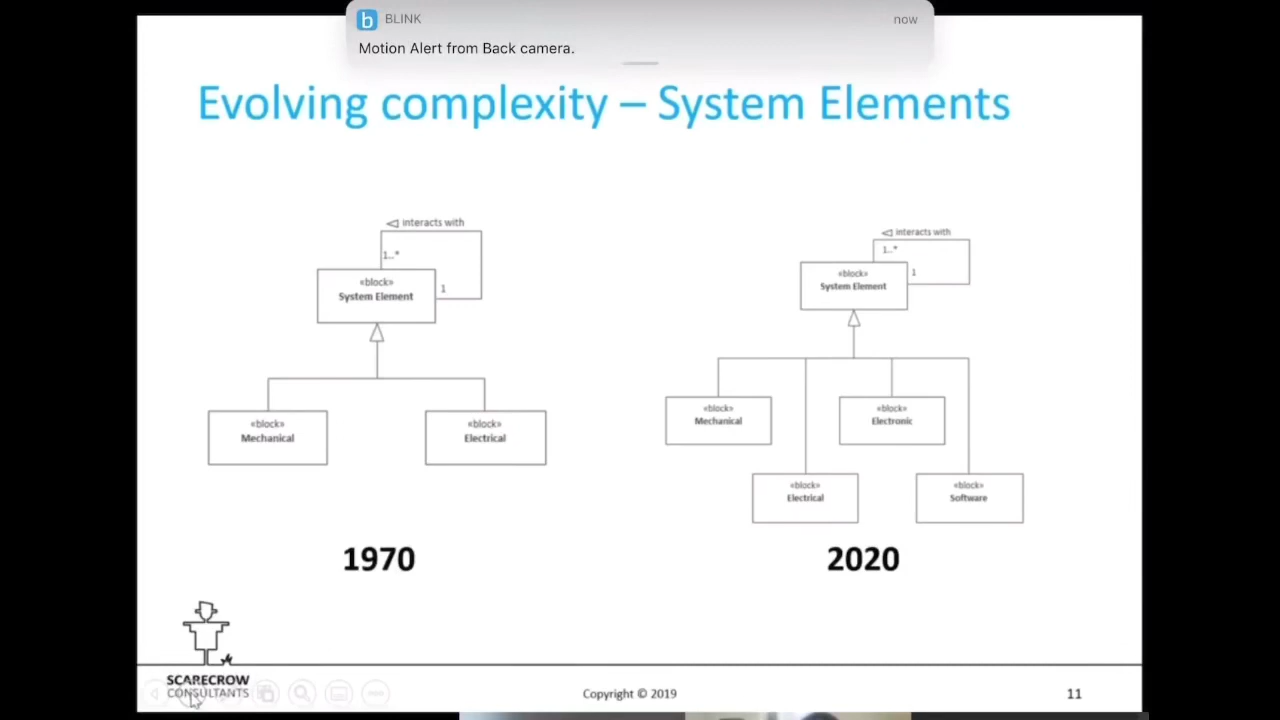 BLINK
now
Motion Alert from Back camera.
Evolving complexity – System Elements
interacts with
1..*
1
«block»
System Element
«block»
Mechanical
«block»
Electrical
1970
interacts with
1..*
1
«block»
System Element
«block»
Mechanical
«block»
Electronic
«block»
Electrical
«block»
Software
2020
SCARECROW
CONSULTANTS
Copyright © 2019
11